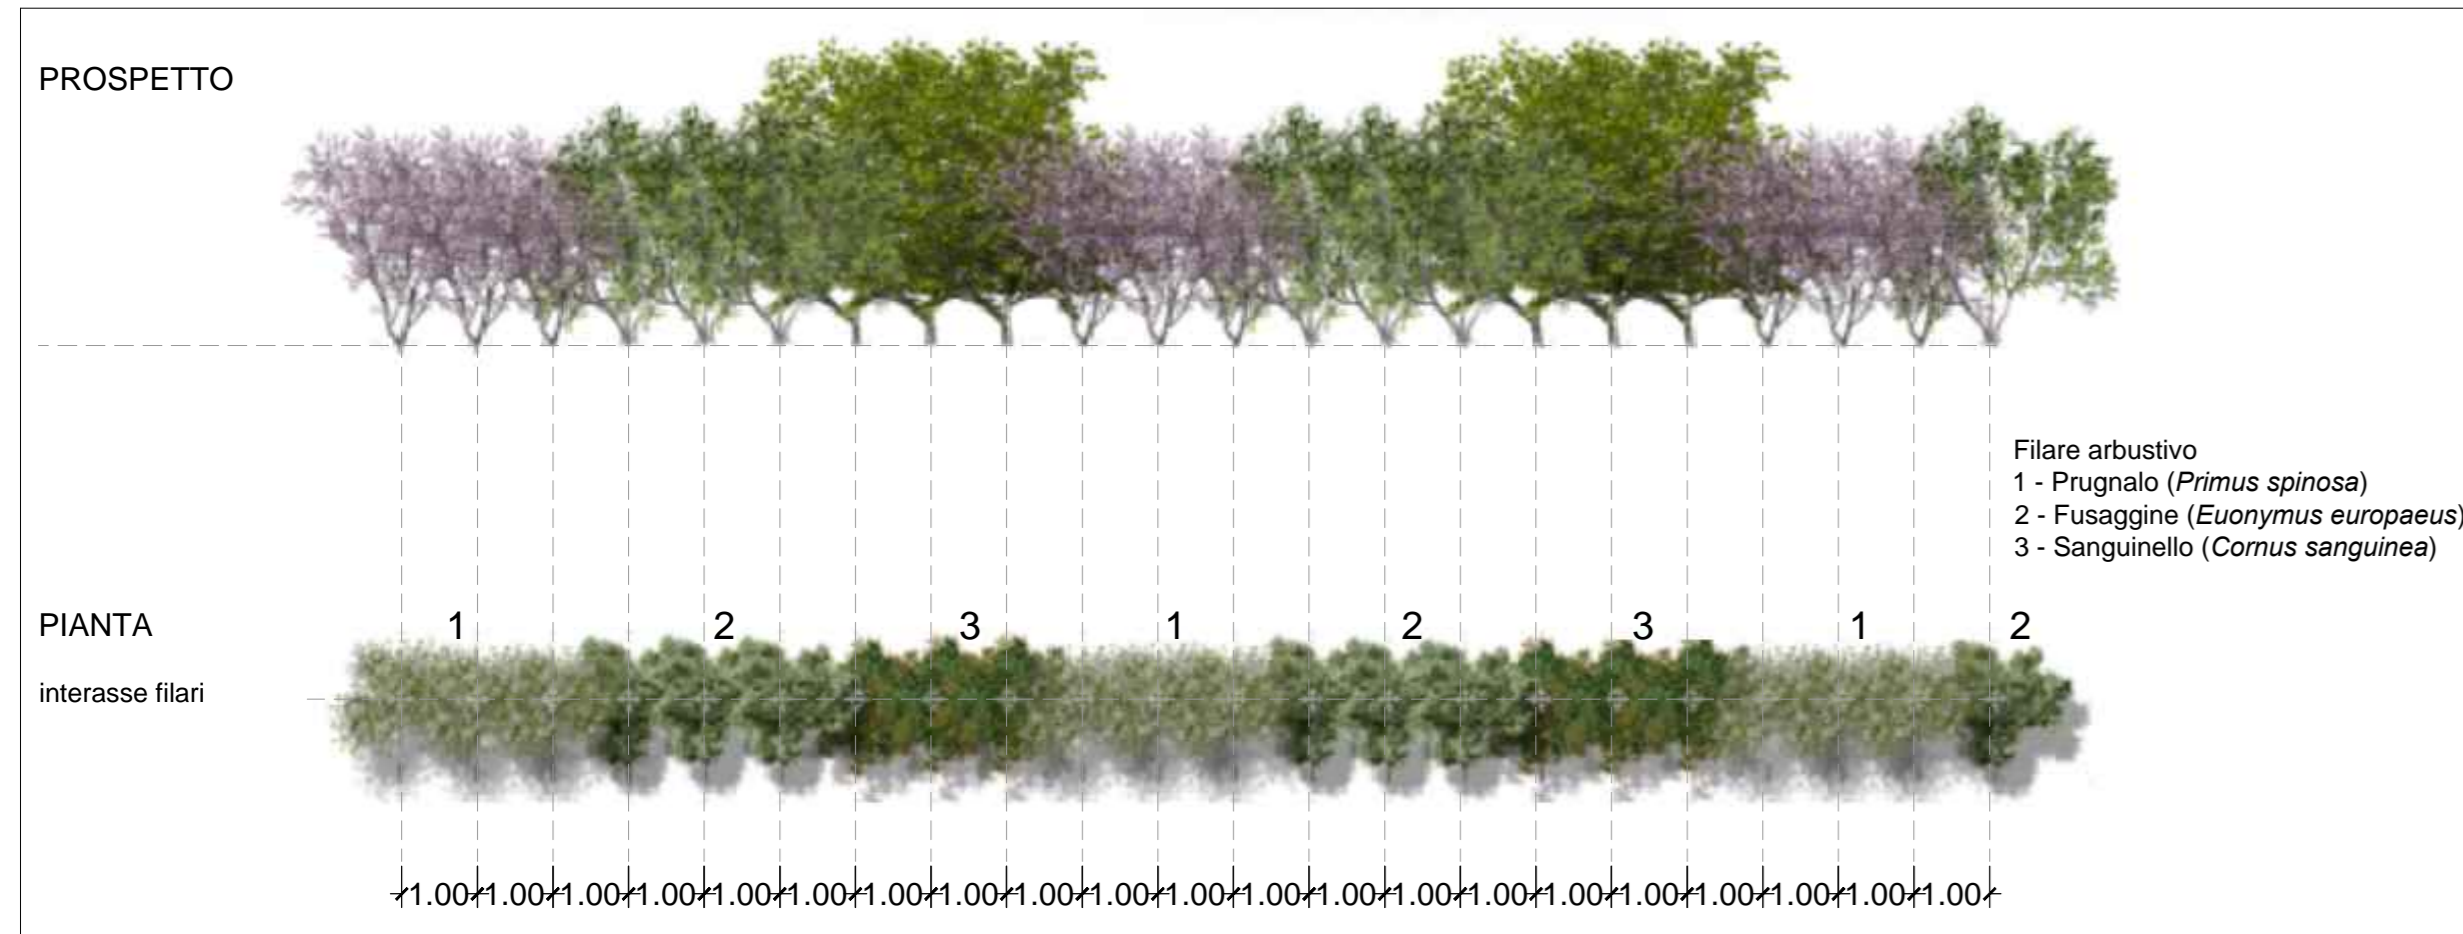 PROSPETTO
Filare arbustivo
1 - Prugnalo (Primus spinosa)
2 - Fusaggine (Euonymus europaeus)
3 - Sanguinello (Cornus sanguinea)
PIANTA
1 2 3 1 2 3 1 2
interasse filari
1.00 1.00 1.00 1.00 1.00 1.00 1.00 1.00 1.00 1.00 1.00 1.00 1.00 1.00 1.00 1.00 1.00 1.00 1.00 1.00 1.00